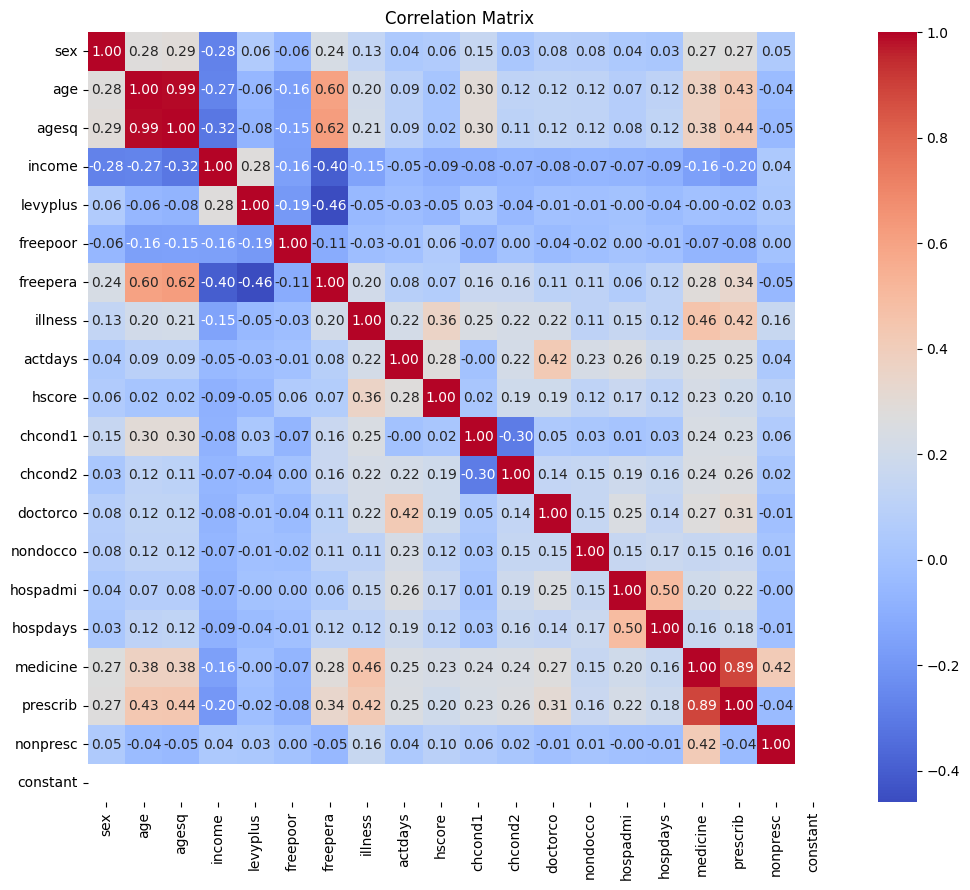 Correlation Matrix
sex 1.00 0.28 0.29 -0.28 0.06 -0.06 0.24 0.13 0.04 0.06 0.15 0.03 0.08 0.08 0.04 0.03 0.27 0.27 0.05
age 0.28 1.00 0.99 -0.27 -0.06 -0.16 0.60 0.20 0.09 0.02 0.30 0.12 0.12 0.12 0.07 0.12 0.38 0.43 -0.04
agesq 0.29 0.99 1.00 -0.32 -0.08 -0.15 0.62 0.21 0.09 0.02 0.30 0.11 0.12 0.12 0.08 0.12 0.38 0.44 -0.05
income -0.28 -0.27 -0.32 1.00 0.28 -0.16 -0.40 -0.15 -0.05 -0.09 -0.08 -0.07 -0.08 -0.07 -0.07 -0.09 -0.16 -0.20 0.04
levyplus 0.06 -0.06 -0.08 0.28 1.00 -0.19 -0.46 -0.05 -0.03 -0.05 0.03 -0.04 -0.01 -0.01 -0.00 -0.04 -0.00 -0.02 0.03
freepoor -0.06 -0.16 -0.15 -0.16 -0.19 1.00 -0.11 -0.03 -0.01 0.06 -0.07 0.00 -0.04 -0.02 0.00 -0.01 -0.07 -0.08 0.00
freepera 0.24 0.60 0.62 -0.40 -0.46 -0.11 1.00 0.20 0.08 0.07 0.16 0.16 0.11 0.11 0.06 0.12 0.28 0.34 -0.05
illness 0.13 0.20 0.21 -0.15 -0.05 -0.03 0.20 1.00 0.22 0.36 0.25 0.22 0.22 0.11 0.15 0.12 0.46 0.42 0.16
actdays 0.04 0.09 0.09 -0.05 -0.03 -0.01 0.08 0.22 1.00 0.28 -0.00 0.22 0.42 0.23 0.26 0.19 0.25 0.25 0.04
hscore 0.06 0.02 0.02 -0.09 -0.05 0.06 0.07 0.36 0.28 1.00 0.02 0.19 0.19 0.12 0.17 0.12 0.23 0.20 0.10
chcond1 0.15 0.30 0.30 -0.08 0.03 -0.07 0.16 0.25 -0.00 0.02 1.00 -0.30 0.05 0.03 0.01 0.03 0.24 0.23 0.06
chcond2 0.03 0.12 0.11 -0.07 -0.04 0.00 0.16 0.22 0.22 0.19 -0.30 1.00 0.14 0.15 0.19 0.16 0.24 0.26 0.02
doctorco 0.08 0.12 0.12 -0.08 -0.01 -0.04 0.11 0.22 0.42 0.19 0.05 0.14 1.00 0.15 0.25 0.14 0.27 0.31 -0.01
nondocco 0.08 0.12 0.12 -0.07 -0.01 -0.02 0.11 0.11 0.23 0.12 0.03 0.15 0.15 1.00 0.15 0.17 0.15 0.16 0.01
hospadmi 0.04 0.07 0.08 -0.07 -0.00 0.00 0.06 0.15 0.26 0.17 0.01 0.19 0.25 0.15 1.00 0.50 0.20 0.22 -0.00
hospdays 0.03 0.12 0.12 -0.09 -0.04 -0.01 0.12 0.12 0.19 0.12 0.03 0.16 0.14 0.17 0.50 1.00 0.16 0.18 -0.01
medicine 0.27 0.38 0.38 -0.16 -0.00 -0.07 0.28 0.46 0.25 0.23 0.24 0.24 0.27 0.15 0.20 0.16 1.00 0.89 0.42
prescrib 0.27 0.43 0.44 -0.20 -0.02 -0.08 0.34 0.42 0.25 0.20 0.23 0.26 0.31 0.16 0.22 0.18 0.89 1.00 -0.04
nonpresc 0.05 -0.04 -0.05 0.04 0.03 0.00 -0.05 0.16 0.04 0.10 0.06 0.02 -0.01 0.01 -0.00 -0.01 0.42 -0.04 1.00
constant
sex age agesq income levyplus freepoor freepera illness actdays hscore chcond1 chcond2 doctorco nondocco hospadmi hospdays medicine prescrib nonpresc constant
1.0
0.8
0.6
0.4
0.2
0.0
−0.2
−0.4